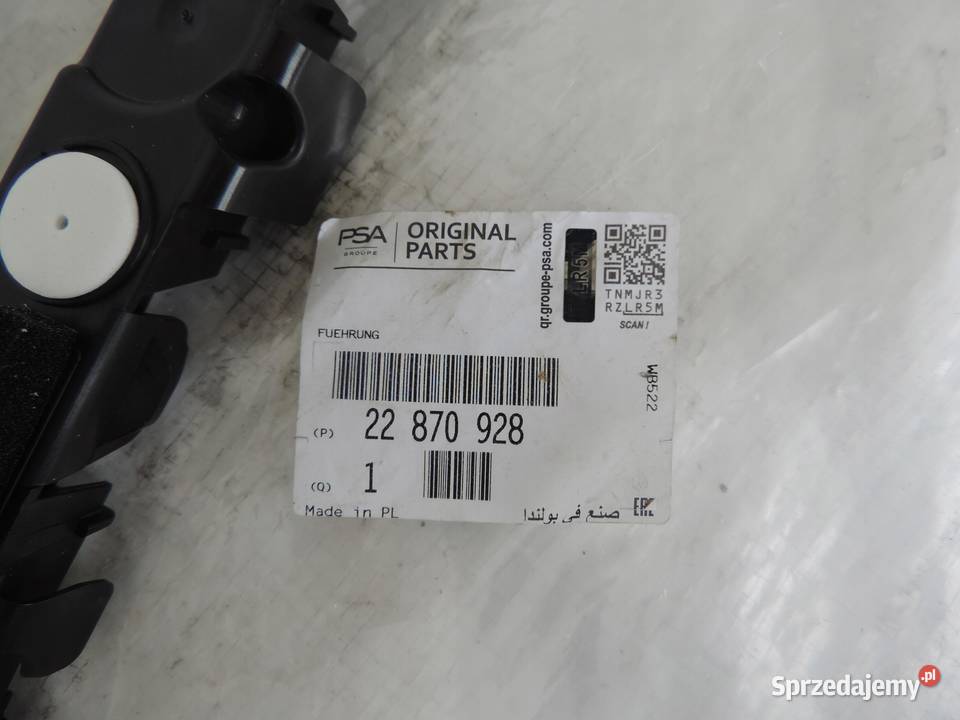 PSA
GROUPE
ORIGINAL
PARTS
qr.groupe-psa.com
LR5M
TNMJR3
RZLR5M
SCAN!
FUEHRUNG
WB522
(P) 22 870 928
(Q) 1
Made in PL
صنع في بولندا
EAC
Sprzedajemy.pl